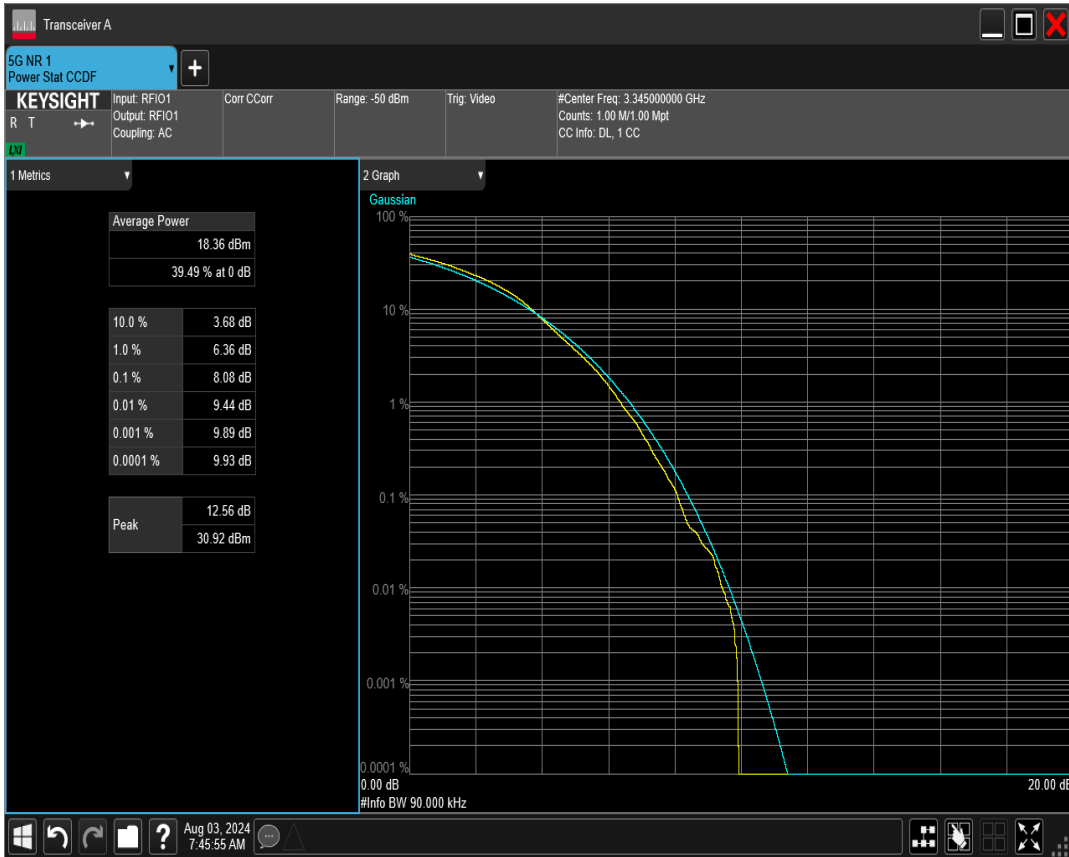 Transceiver A
5G NR 1
Power Stat CCDF
KEYSIGHT
R T
LXI
Input: RFIO1
Output: RFIO1
Coupling: AC
Corr CCorr
Range: -50 dBm
Trig: Video
#Center Freq: 3.345000000 GHz
Counts: 1.00 M/1.00 Mpt
CC Info: DL, 1 CC
1 Metrics
Average Power
18.36 dBm
39.49 % at 0 dB
10.0 % 3.68 dB
1.0 % 6.36 dB
0.1 % 8.08 dB
0.01 % 9.44 dB
0.001 % 9.89 dB
0.0001 % 9.93 dB
Peak
12.56 dB
30.92 dBm
2 Graph
Gaussian
100 %
10 %
1 %
0.1 %
0.01 %
0.001 %
0.0001 %
0.00 dB
20.00 dB
#Info BW 90.000 kHz
?
Aug 03, 2024
7:45:55 AM